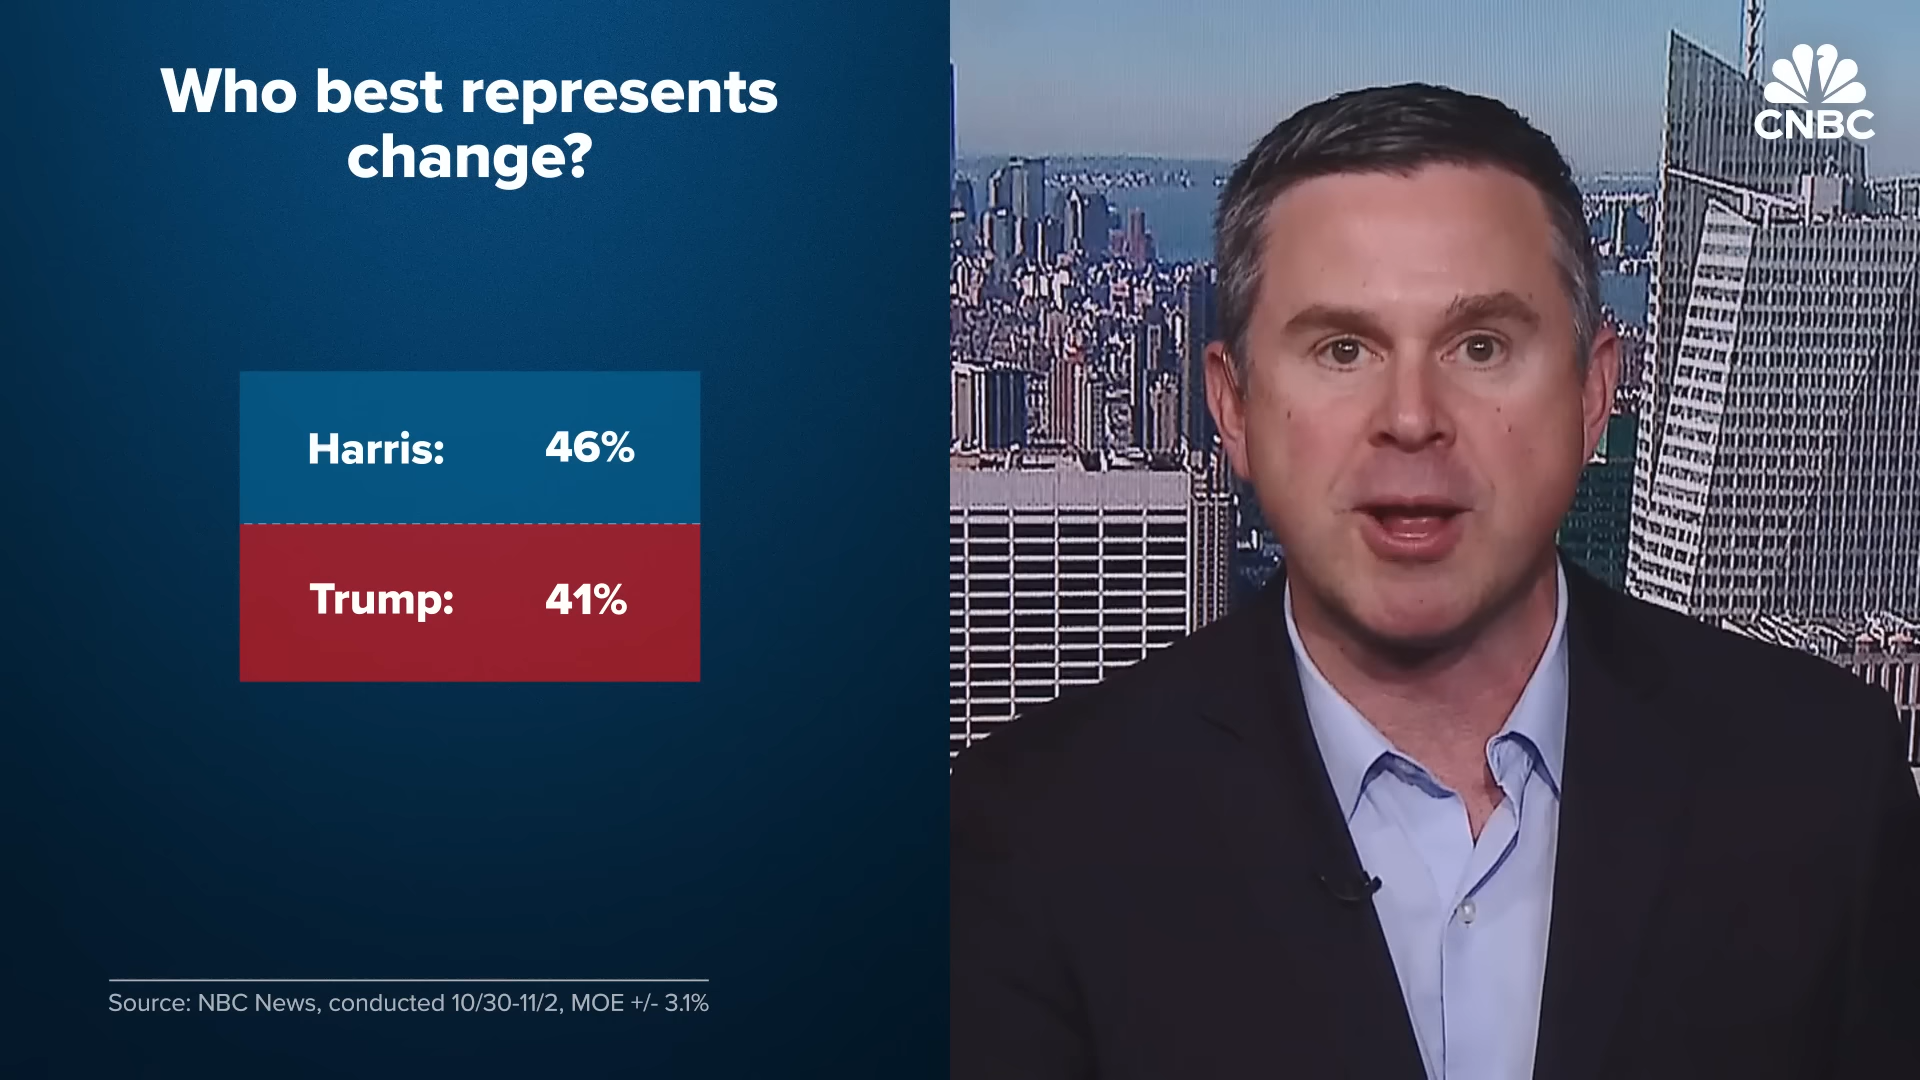 Who best represents
change?
Harris: 46%
Trump: 41%
Source: NBC News, conducted 10/30-11/2, MOE +/- 3.1%
CNBC